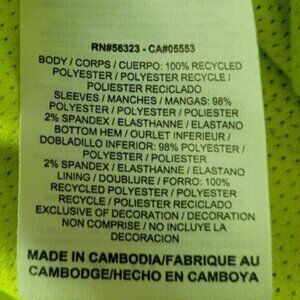 RN#56323 - CA#05553
BODY / CORPS / CUERPO: 100% RECYCLED
POLYESTER / POLYESTER RECYCLE /
POLIESTER RECICLADO
SLEEVES / MANCHES / MANGAS: 98%
POLYESTER / POLYESTER / POLIESTER
2% SPANDEX / ELASTHANNE / ELASTANO
BOTTOM HEM / OURLET INFERIEUR /
DOBLADILLO INFERIOR: 98% POLYESTER /
POLYESTER / POLIESTER
2% SPANDEX / ELASTHANNE / ELASTANO
LINING / DOUBLURE / FORRO: 100%
RECYCLED POLYESTER / POLYESTER
RECYCLE / POLIESTER RECICLADO
EXCLUSIVE OF DECORATION / DECORATION
NON COMPRISE / NO INCLUYE LA
DECORACION
MADE IN CAMBODIA/FABRIQUE AU
CAMBODGE/HECHO EN CAMBOYA